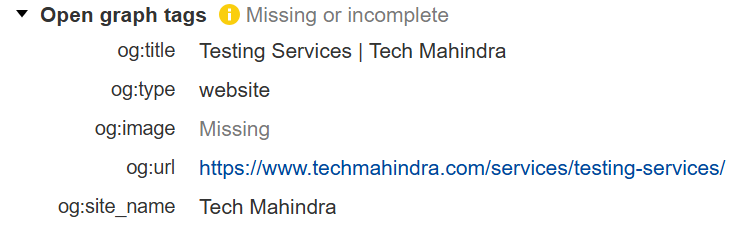 Open graph tags Missing or incomplete
og:title Testing Services | Tech Mahindra
og:type website
og:image Missing
og:url https://www.techmahindra.com/services/testing-services/
og:site_name Tech Mahindra